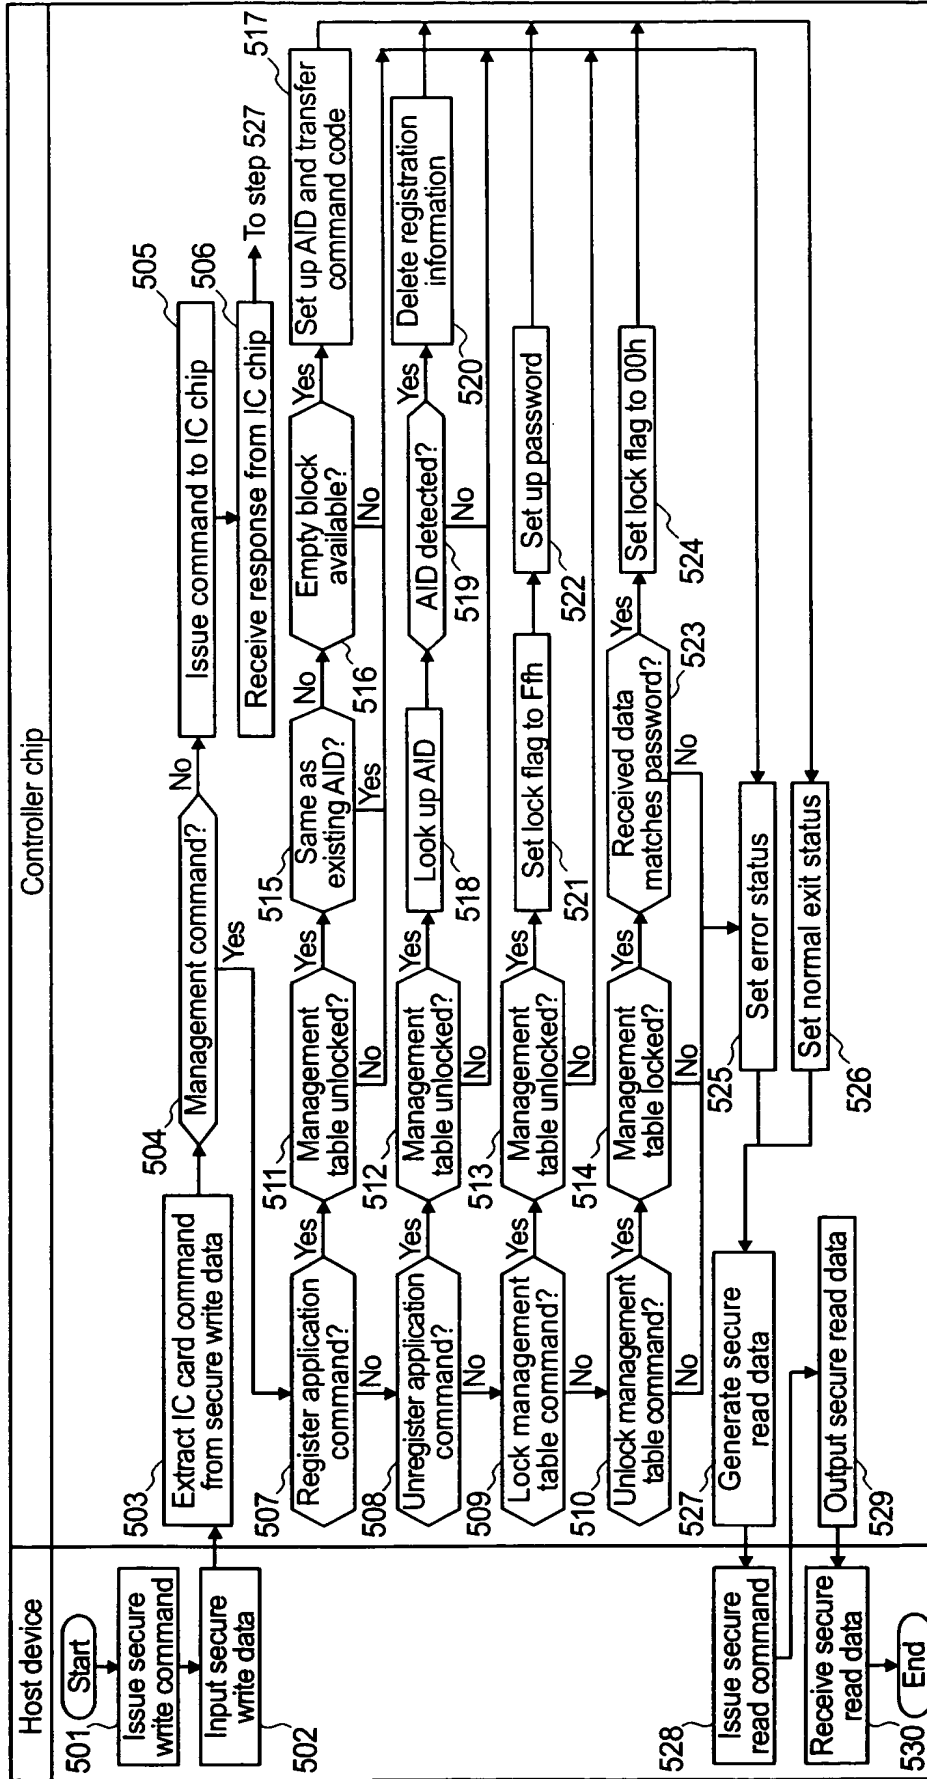 Host device
Controller chip
Start
501
Issue secure
write command
Input secure
write data
502
503
Extract IC card command
from secure write data
504
Management command?
No
Yes
505
Issue command to IC chip
506
Receive response from IC chip
To step 527
507
Register application
command?
Yes
No
511
Management
table unlocked?
Yes
No
515
Same as
existing AID?
No
Yes
516
Empty block
available?
Yes
No
517
Set up AID and transfer
command code
508
Unregister application
command?
Yes
No
512
Management
table unlocked?
Yes
No
Look up AID
518
AID detected?
519
Yes
No
Delete registration
information
520
509
Lock management
table command?
Yes
No
513
Management
table unlocked?
Yes
No
Set lock flag to Ffh
521
Set up password
522
510
Unlock management
table command?
Yes
No
514
Management
table locked?
Yes
No
Received data
matches password?
523
Yes
No
Set lock flag to 00h
524
525
Set error status
Set normal exit status
526
527
Generate secure
read data
528
Issue secure
read command
Output secure read data
529
Receive secure
read data
530
End